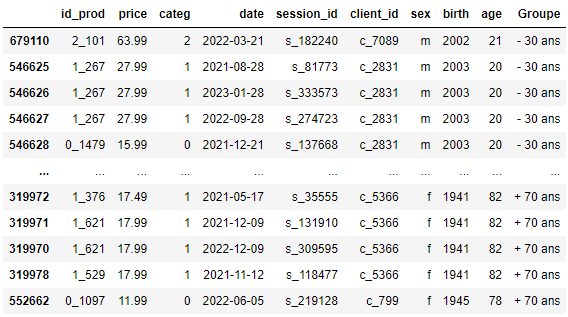 id_prod price categ date session_id client_id sex birth age Groupe
679110 2_101 63.99 2 2022-03-21 s_182240 c_7089 m 2002 21 - 30 ans
546625 1_267 27.99 1 2021-08-28 s_81773 c_2831 m 2003 20 - 30 ans
546626 1_267 27.99 1 2023-01-28 s_333573 c_2831 m 2003 20 - 30 ans
546627 1_267 27.99 1 2022-09-28 s_274723 c_2831 m 2003 20 - 30 ans
546628 0_1479 15.99 0 2021-12-21 s_137668 c_2831 m 2003 20 - 30 ans
... ... ... ... ... ... ... ... ... ... ...
319972 1_376 17.49 1 2021-05-17 s_35555 c_5366 f 1941 82 + 70 ans
319971 1_621 17.99 1 2021-12-09 s_131910 c_5366 f 1941 82 + 70 ans
319970 1_621 17.99 1 2022-12-09 s_309595 c_5366 f 1941 82 + 70 ans
319978 1_529 17.99 1 2021-11-12 s_118477 c_5366 f 1941 82 + 70 ans
552662 0_1097 11.99 0 2022-06-05 s_219128 c_799 f 1945 78 + 70 ans